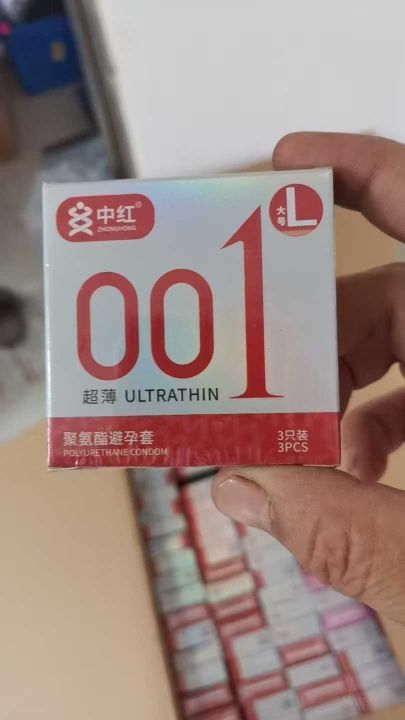 中红®
ZHONGHONG
大号 L
001
超薄 ULTRATHIN
聚氨酯避孕套
POLYURETHANE CONDOM
3只装
3PCS